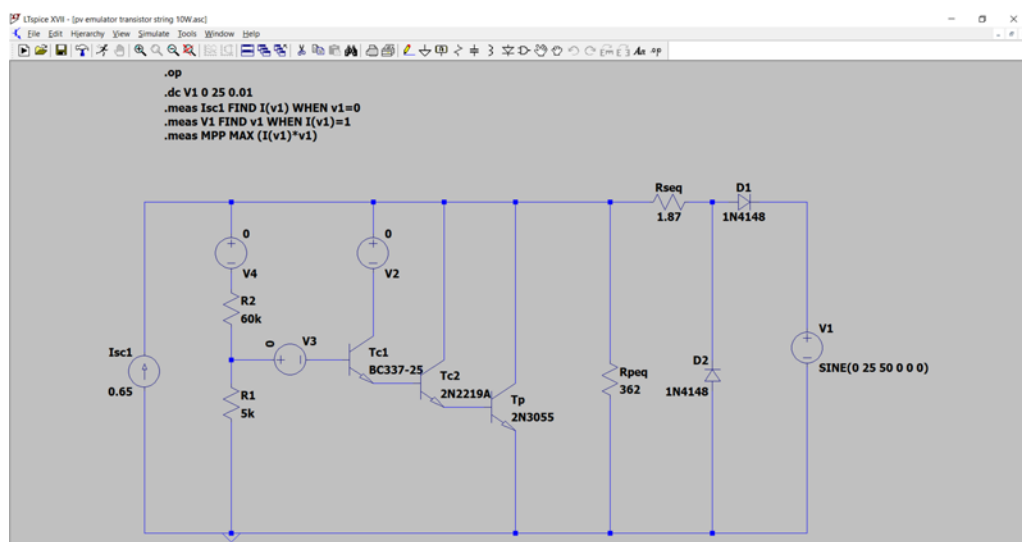 LTspice XVII - [pv emulator transistor string 10W.asc]
File Edit Hierarchy View Simulate Tools Window Help
.op
.dc V1 0 25 0.01
.meas Isc1 FIND I(v1) WHEN v1=0
.meas V1 FIND v1 WHEN I(v1)=1
.meas MPP MAX (I(v1)*v1)
Rseq
1.87
D1
1N4148
0
V4
0
V2
R2
60k
0
V3
Tc1
BC337-25
Tc2
2N2219A
Tp
2N3055
Isc1
0.65
R1
5k
Rpeq
362
D2
1N4148
V1
SINE(0 25 50 0 0 0)